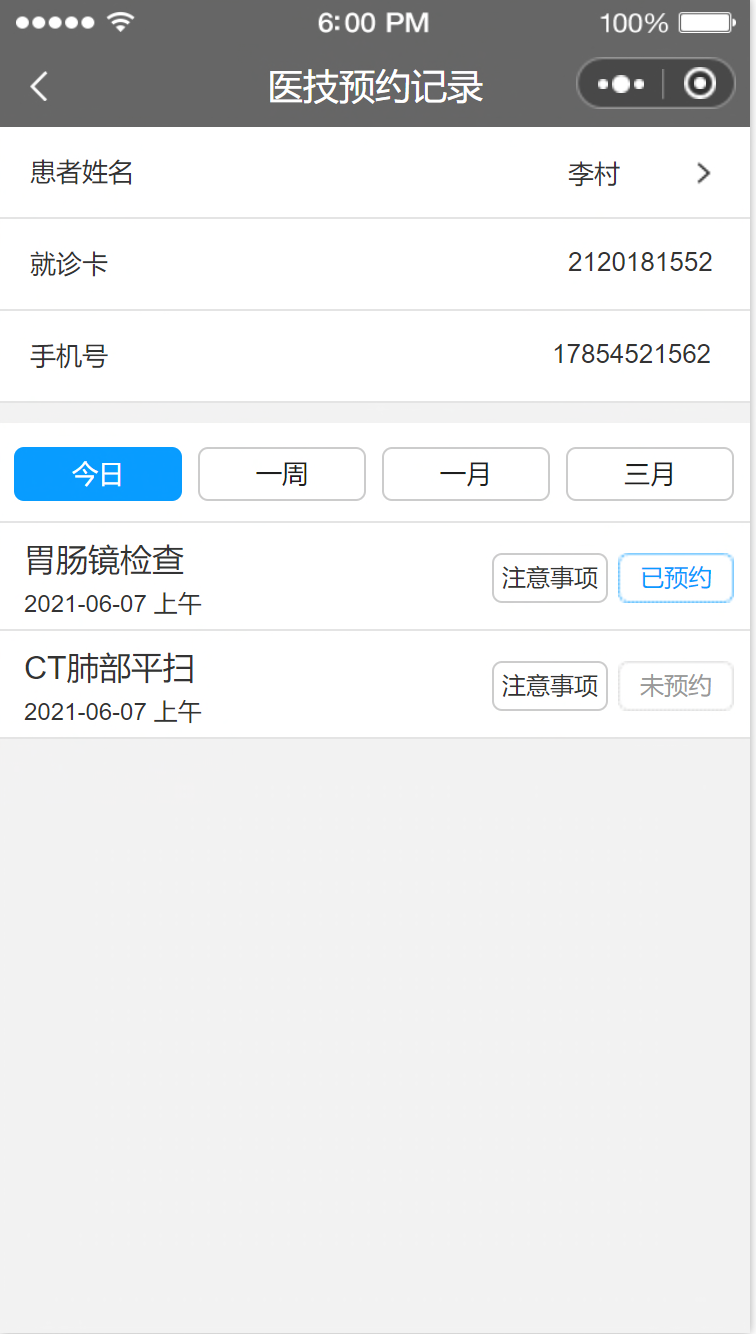 6:00 PM 100%
医技预约记录
患者姓名 李村
就诊卡 2120181552
手机号 17854521562
今日 一周 一月 三月
胃肠镜检查
2021-06-07 上午 注意事项 已预约
CT肺部平扫
2021-06-07 上午 注意事项 未预约